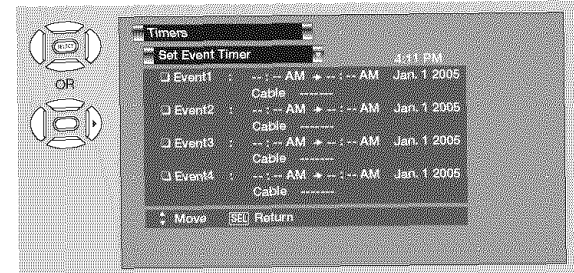 Timers
Set Event Timer
4:11 PM
SELECT
OR
❏ Event1 : -- : -- AM ➔ -- : -- AM Jan. 1 2005
Cable ------
❏ Event2 : -- : -- AM ➔ -- : -- AM Jan. 1 2005
Cable ------
❏ Event3 : -- : -- AM ➔ -- : -- AM Jan. 1 2005
Cable ------
❏ Event4 : -- : -- AM ➔ -- : -- AM Jan. 1 2005
Cable ------
Move SEL Return